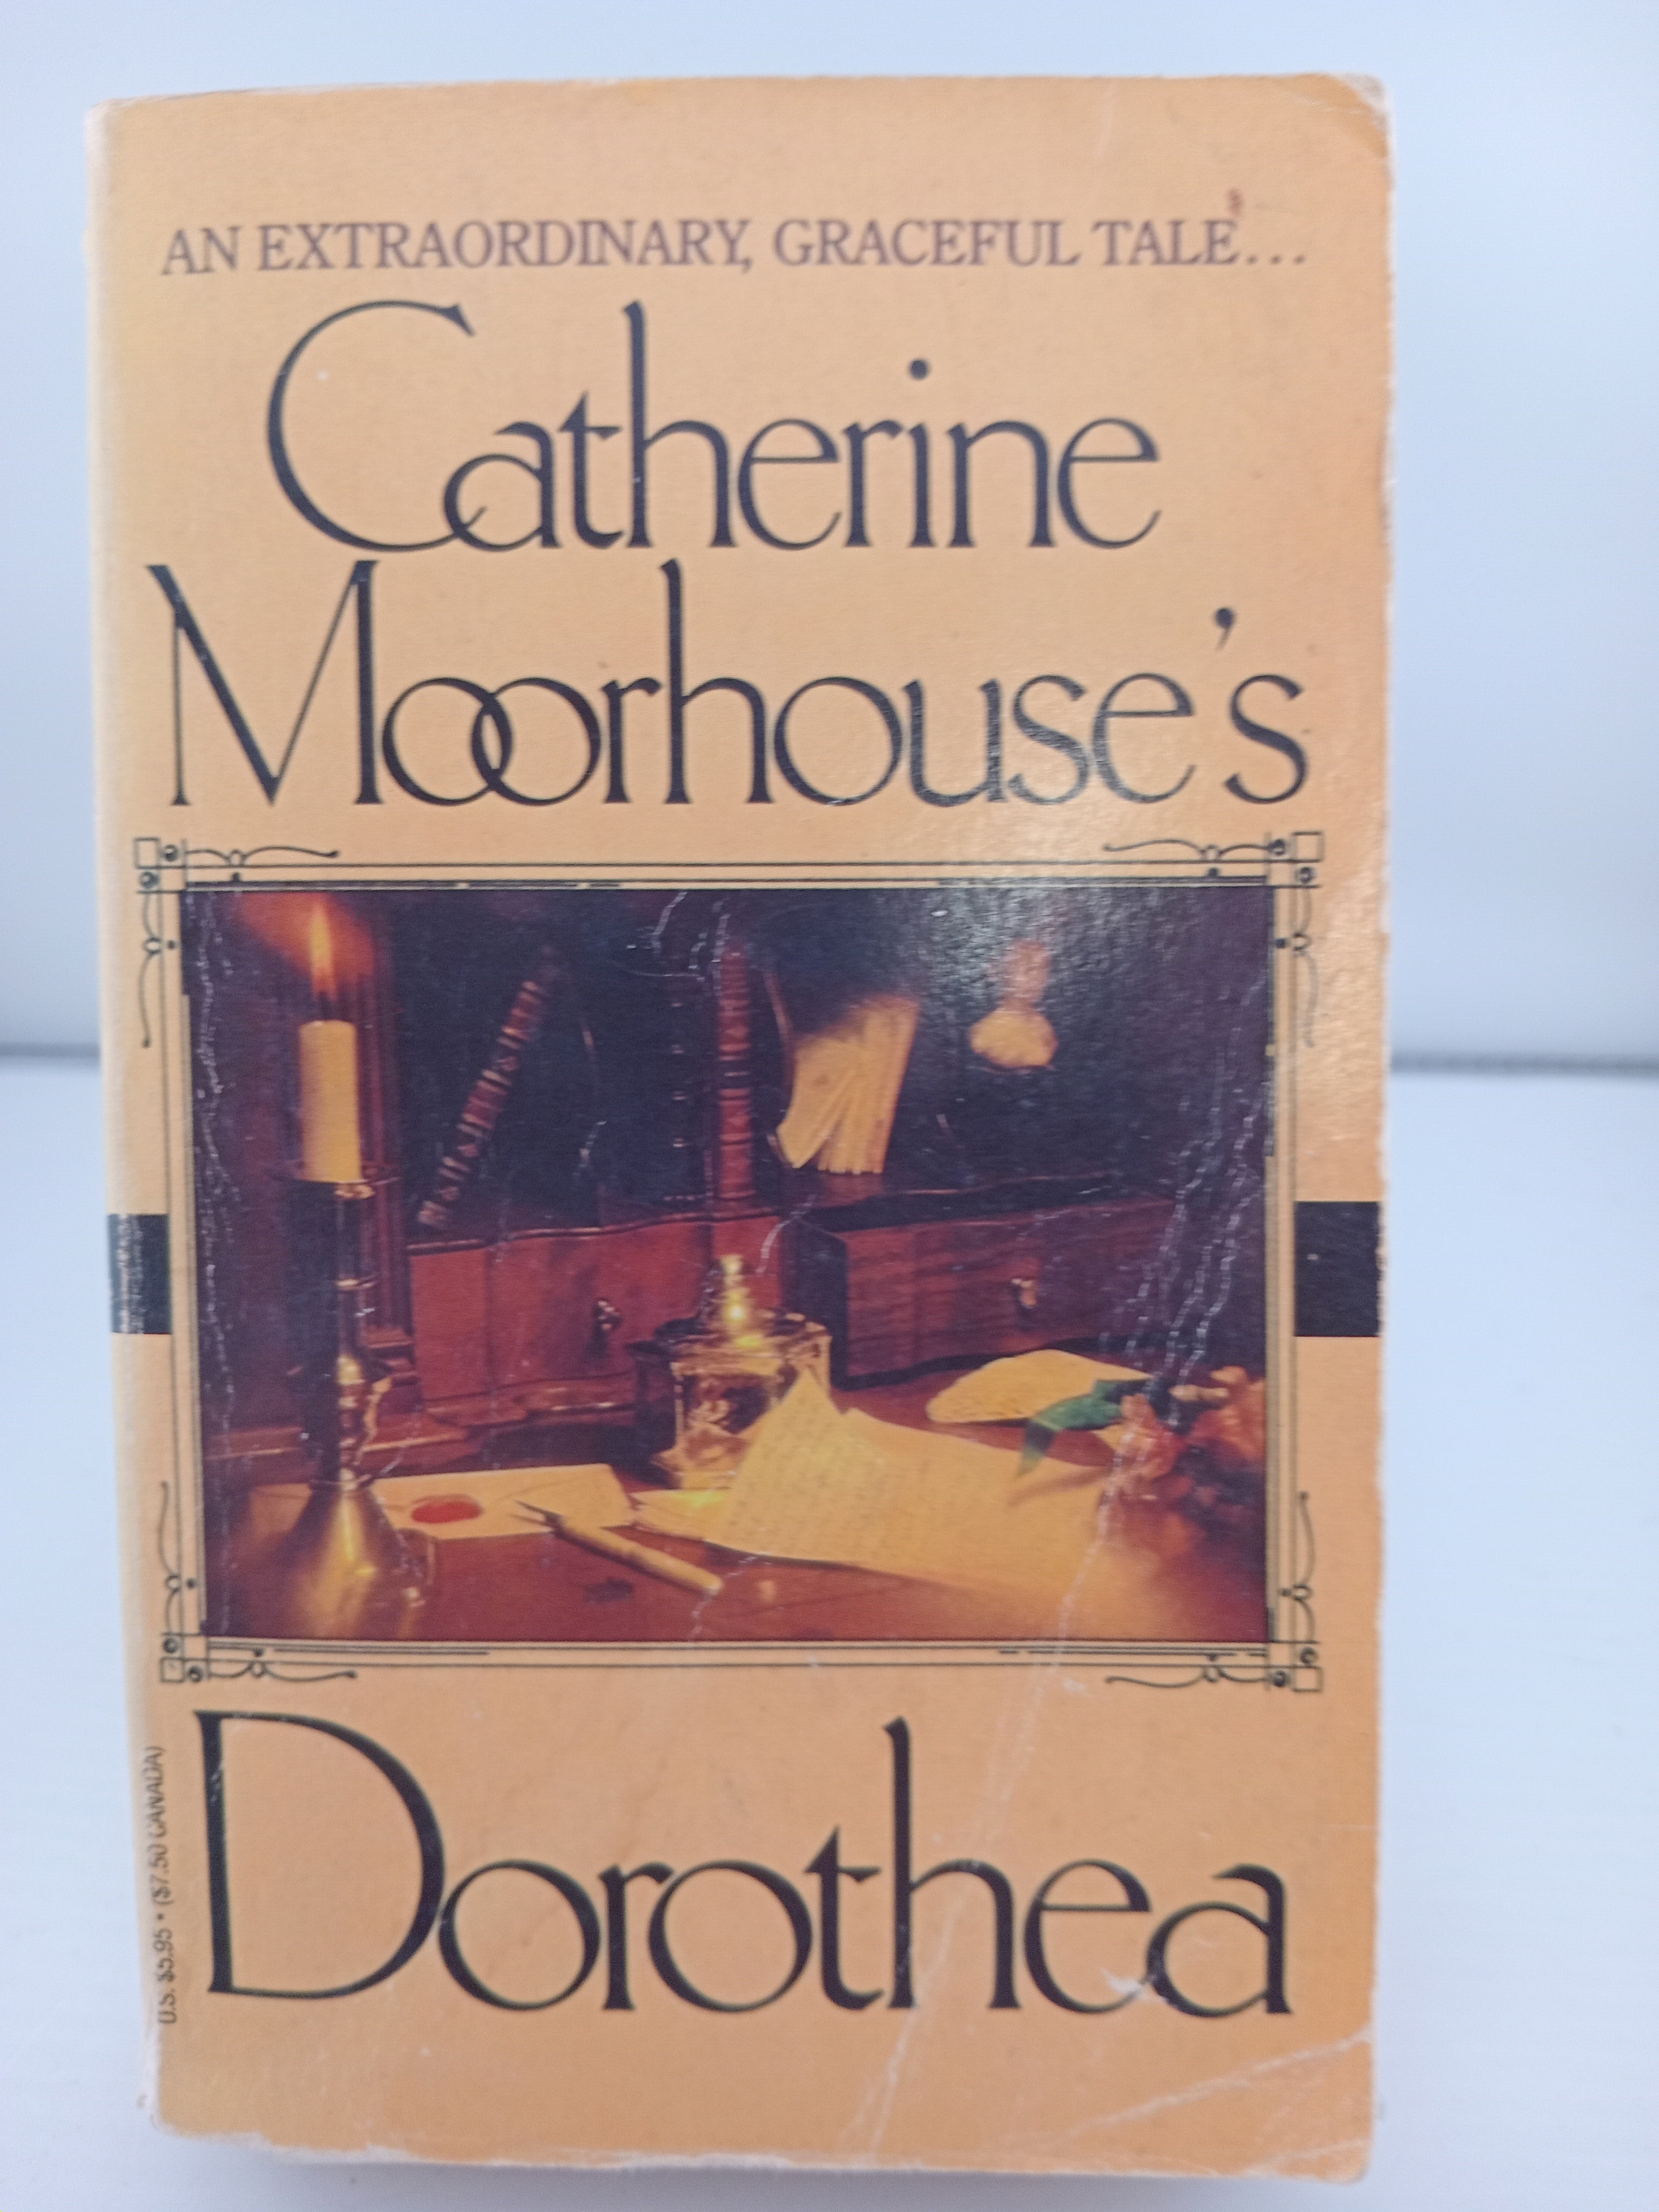 AN EXTRAORDINARY, GRACEFUL TALE...
Catherine
Moorhouse's
Dorothea
U.S. $5.95 • ($7.50 CANADA)